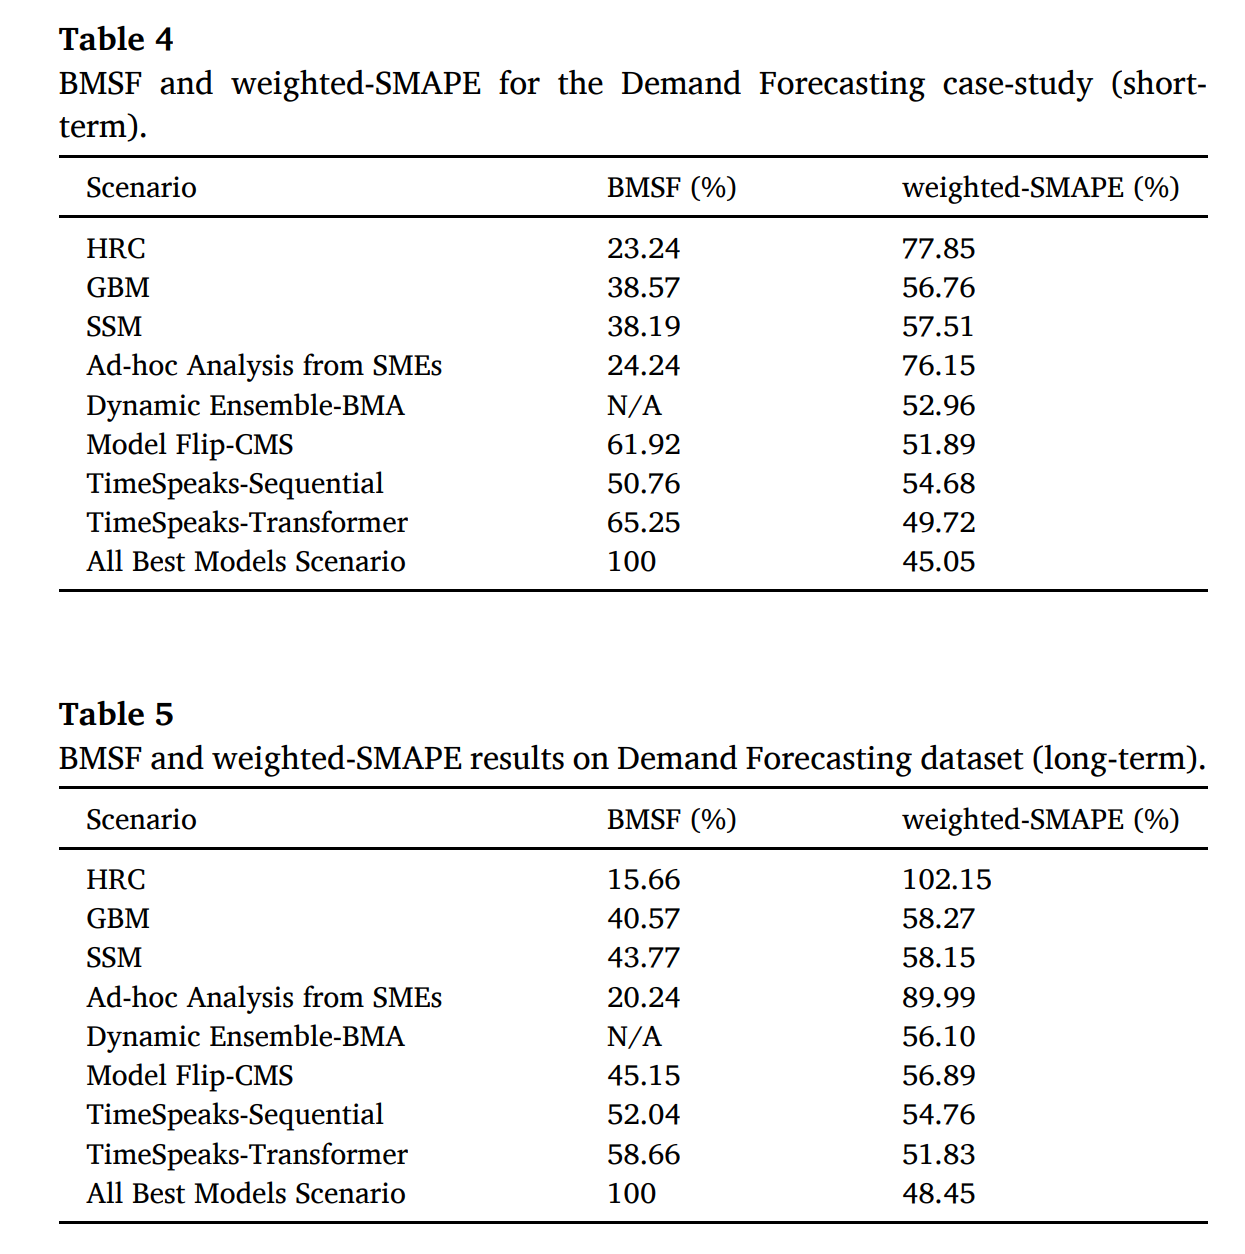 Table 4
BMSF and weighted-SMAPE for the Demand Forecasting case-study (short-
term).
Scenario BMSF (%) weighted-SMAPE (%)
HRC 23.24 77.85
GBM 38.57 56.76
SSM 38.19 57.51
Ad-hoc Analysis from SMEs 24.24 76.15
Dynamic Ensemble-BMA N/A 52.96
Model Flip-CMS 61.92 51.89
TimeSpeaks-Sequential 50.76 54.68
TimeSpeaks-Transformer 65.25 49.72
All Best Models Scenario 100 45.05
Table 5
BMSF and weighted-SMAPE results on Demand Forecasting dataset (long-term).
Scenario BMSF (%) weighted-SMAPE (%)
HRC 15.66 102.15
GBM 40.57 58.27
SSM 43.77 58.15
Ad-hoc Analysis from SMEs 20.24 89.99
Dynamic Ensemble-BMA N/A 56.10
Model Flip-CMS 45.15 56.89
TimeSpeaks-Sequential 52.04 54.76
TimeSpeaks-Transformer 58.66 51.83
All Best Models Scenario 100 48.45